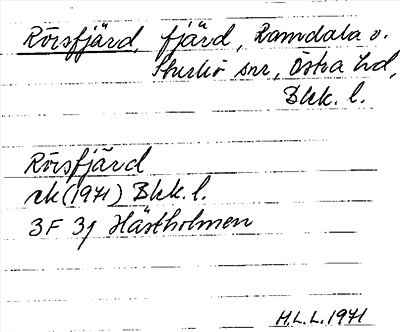 Rörsfjärd, fjärd, Ramdala o.
Sturkö snr, Östra hd,
Blek. l.
Rörsfjärd
ek (1971) Blek. l.
3F 3j Hästholmen
H.L.L. 1971